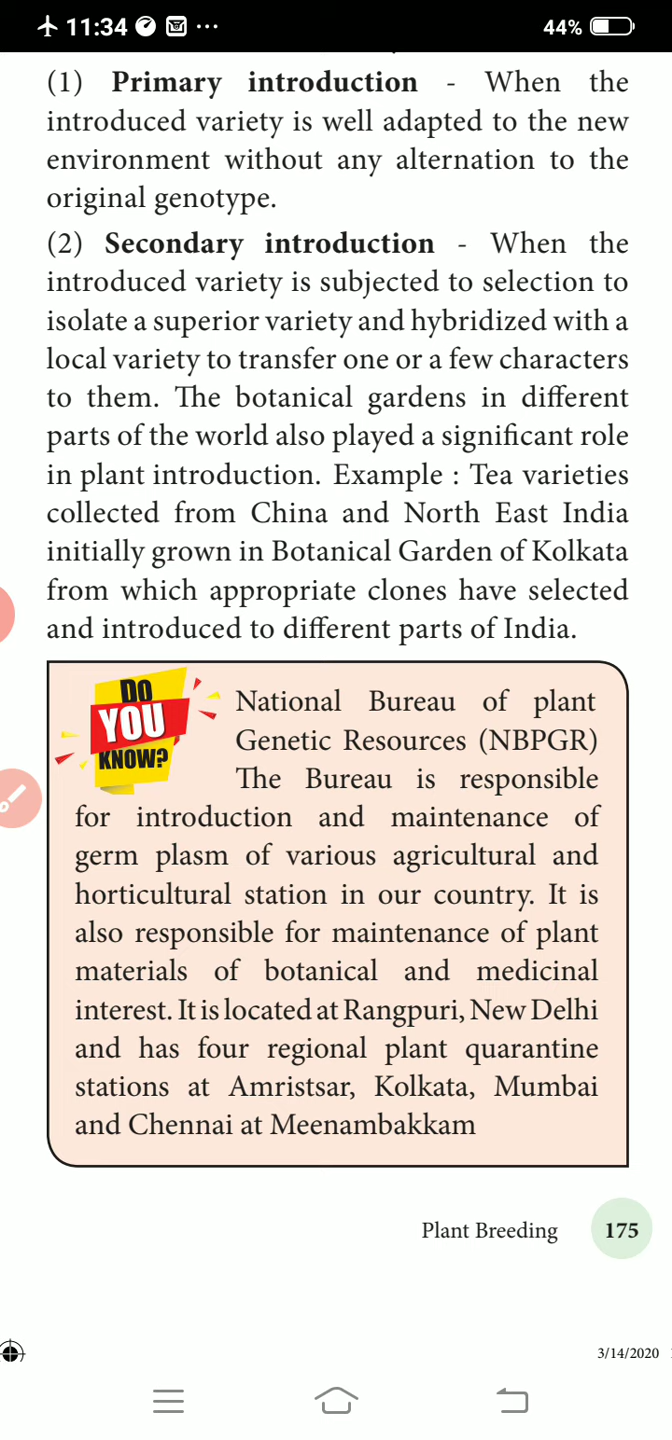 11:34 ... 44%
(1) Primary introduction - When the
introduced variety is well adapted to the new
environment without any alternation to the
original genotype.
(2) Secondary introduction - When the
introduced variety is subjected to selection to
isolate a superior variety and hybridized with a
local variety to transfer one or a few characters
to them. The botanical gardens in different
parts of the world also played a significant role
in plant introduction. Example : Tea varieties
collected from China and North East India
initially grown in Botanical Garden of Kolkata
from which appropriate clones have selected
and introduced to different parts of India.
DO
YOU
KNOW?
National Bureau of plant
Genetic Resources (NBPGR)
The Bureau is responsible
for introduction and maintenance of
germ plasm of various agricultural and
horticultural station in our country. It is
also responsible for maintenance of plant
materials of botanical and medicinal
interest. It is located at Rangpuri, New Delhi
and has four regional plant quarantine
stations at Amristsar, Kolkata, Mumbai
and Chennai at Meenambakkam
Plant Breeding 175
3/14/2020